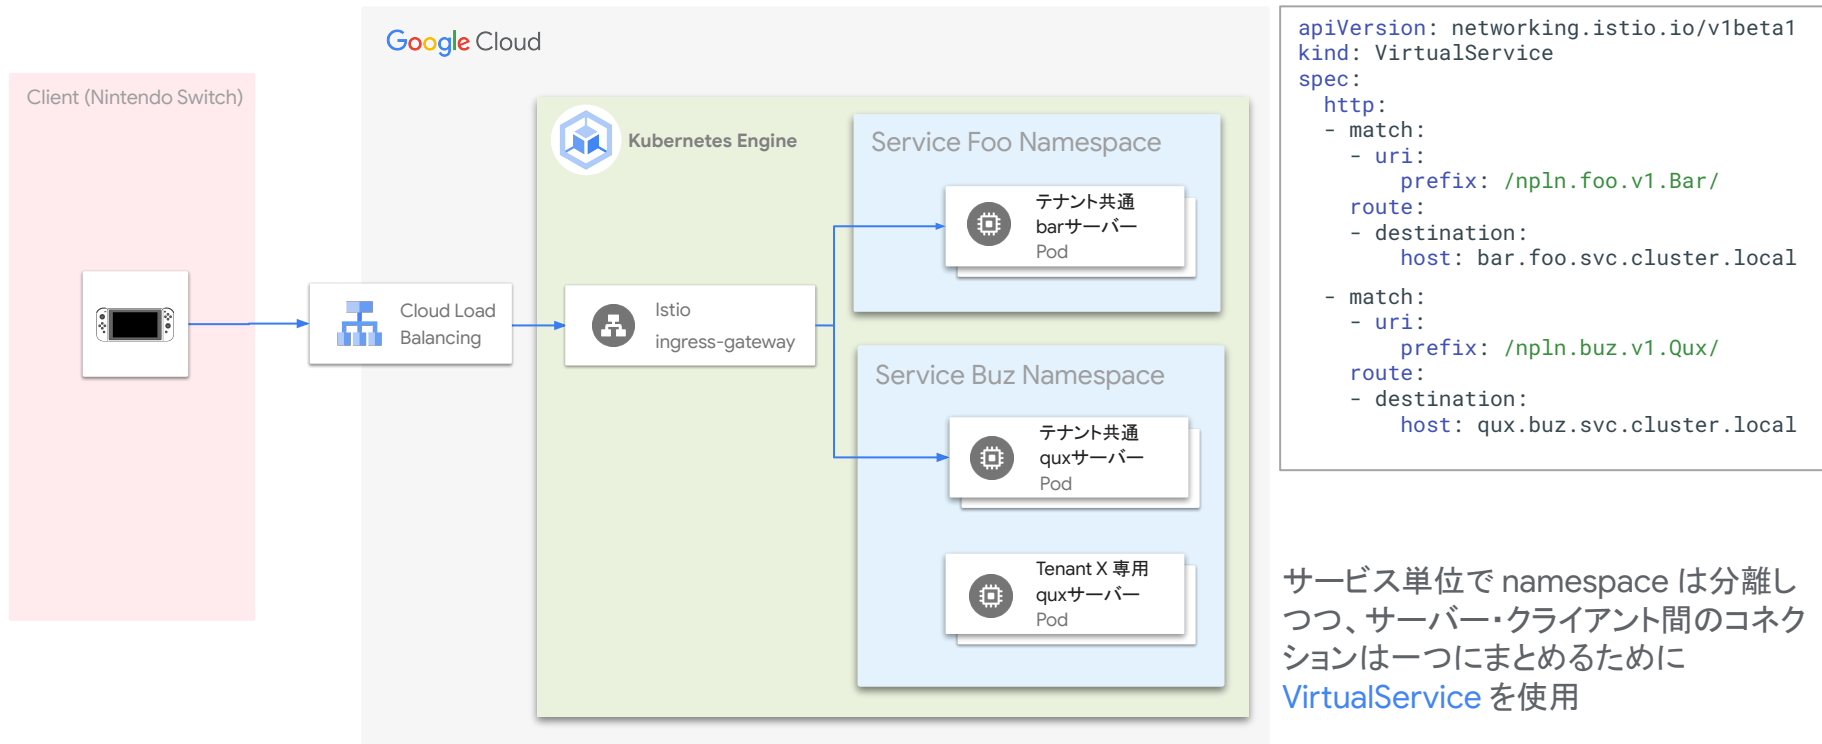 Google Cloud
Client (Nintendo Switch)
Kubernetes Engine
Service Foo Namespace
テナント共通
barサーバー
Pod
Cloud Load
Balancing
Istio
ingress-gateway
Service Buz Namespace
テナント共通
quxサーバー
Pod
Tenant X 専用
quxサーバー
Pod
apiVersion: networking.istio.io/v1beta1
kind: VirtualService
spec:
  http:
  - match:
    - uri:
        prefix: /npln.foo.v1.Bar/
    route:
    - destination:
        host: bar.foo.svc.cluster.local
  - match:
    - uri:
        prefix: /npln.buz.v1.Qux/
    route:
    - destination:
        host: qux.buz.svc.cluster.local
サービス単位で namespace は分離し
つつ、サーバー・クライアント間のコネク
ションは一つにまとめるために
VirtualService を使用